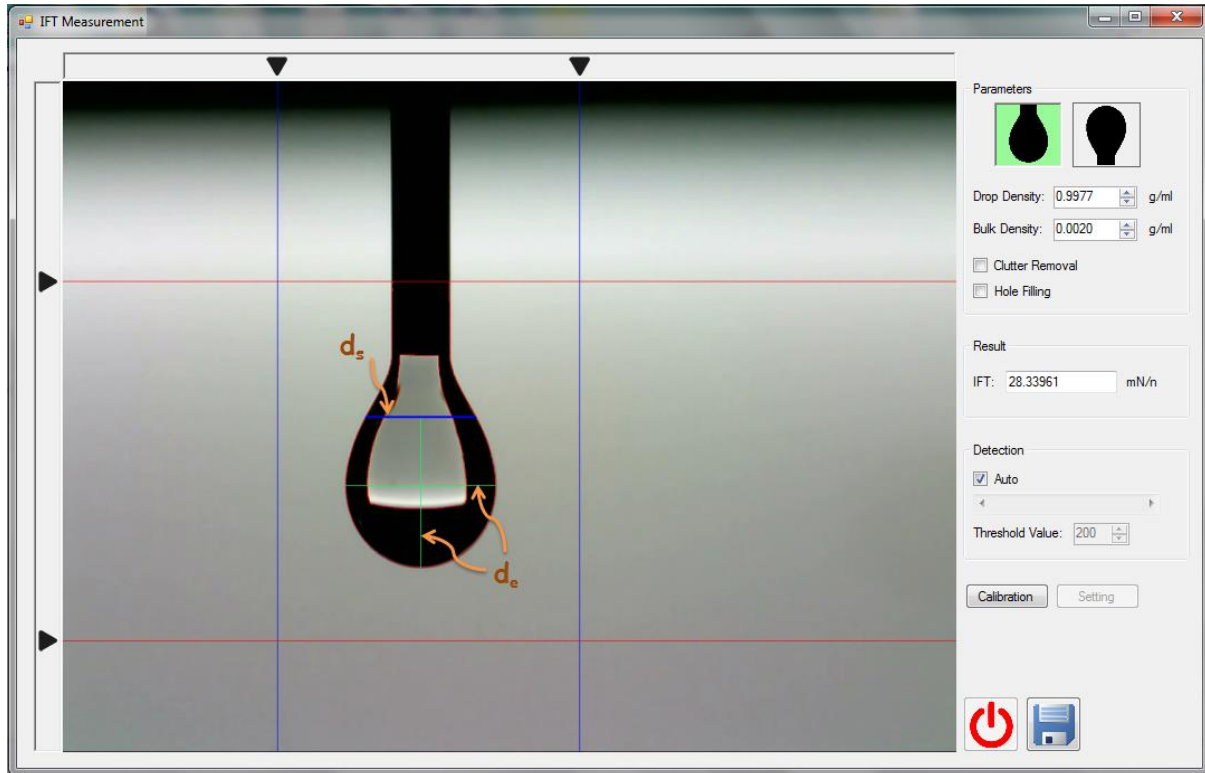 IFT Measurement
Parameters
Drop Density: 0.9977 g/ml
Bulk Density: 0.0020 g/ml
Clutter Removal
Hole Filling
Result
IFT: 28.33961 mN/n
Detection
Auto
Threshold Value: 200
Calibration Setting
ds
de